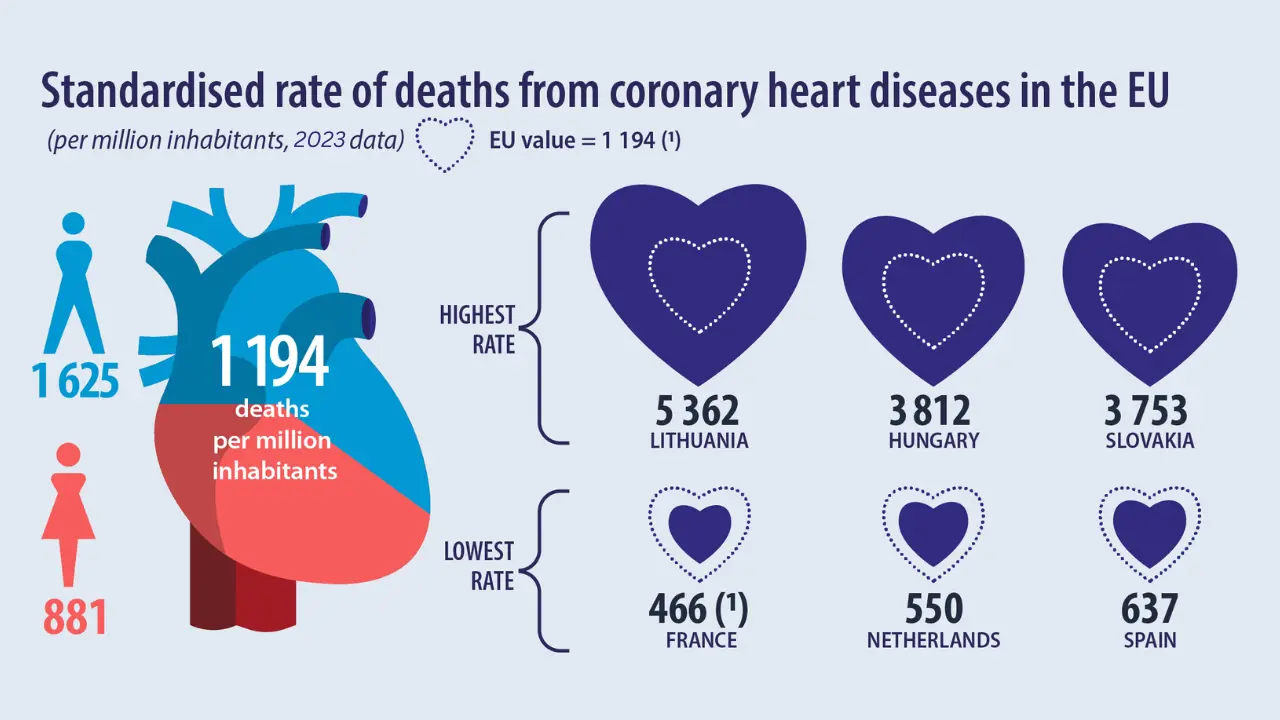 Standardised rate of deaths from coronary heart diseases in the EU
(per million inhabitants, 2023 data)
EU value = 1 194 (¹)
1 625
881
1 194
deaths
per million
inhabitants
HIGHEST
RATE
5 362
LITHUANIA
3 812
HUNGARY
3 753
SLOVAKIA
LOWEST
RATE
466 (¹)
FRANCE
550
NETHERLANDS
637
SPAIN